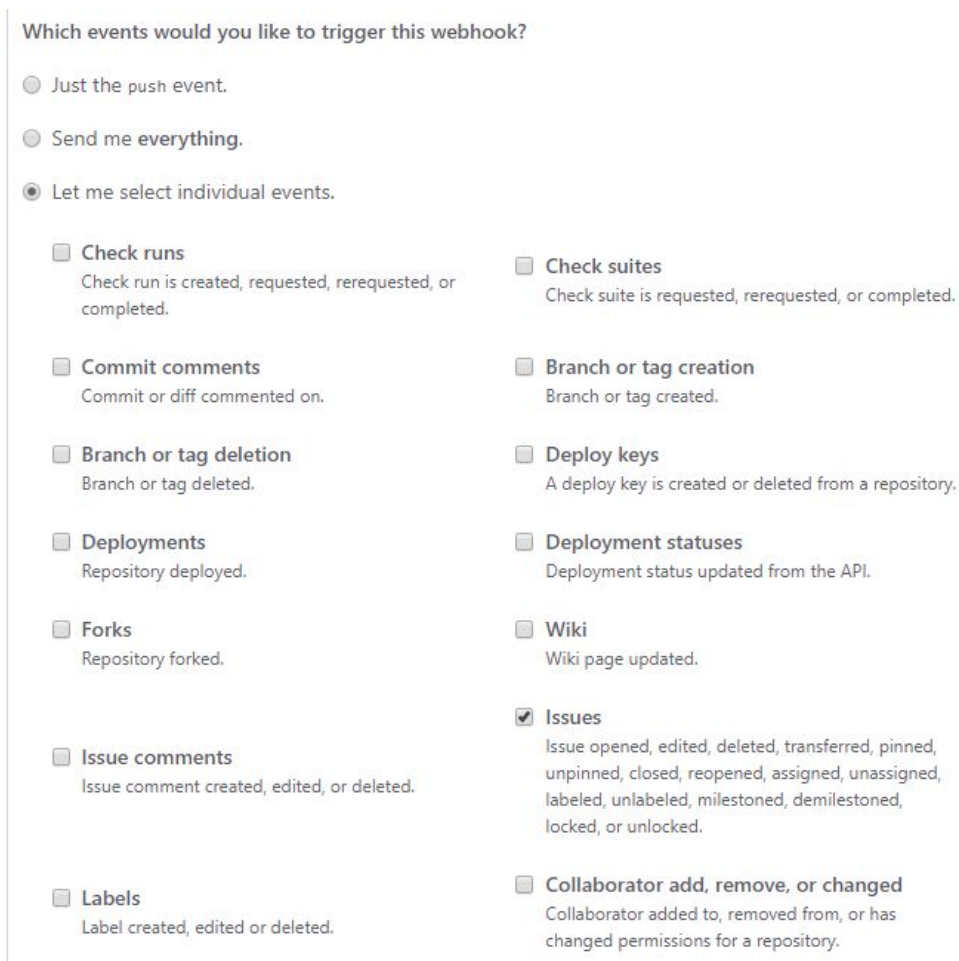 Which events would you like to trigger this webhook?
Just the push event.
Send me everything.
Let me select individual events.
Check runs
Check run is created, requested, rerequested, or
completed.
Check suites
Check suite is requested, rerequested, or completed.
Commit comments
Commit or diff commented on.
Branch or tag creation
Branch or tag created.
Branch or tag deletion
Branch or tag deleted.
Deploy keys
A deploy key is created or deleted from a repository.
Deployments
Repository deployed.
Deployment statuses
Deployment status updated from the API.
Forks
Repository forked.
Wiki
Wiki page updated.
Issue comments
Issue comment created, edited, or deleted.
Issues
Issue opened, edited, deleted, transferred, pinned,
unpinned, closed, reopened, assigned, unassigned,
labeled, unlabeled, milestoned, demilestoned,
locked, or unlocked.
Labels
Label created, edited or deleted.
Collaborator add, remove, or changed
Collaborator added to, removed from, or has
changed permissions for a repository.